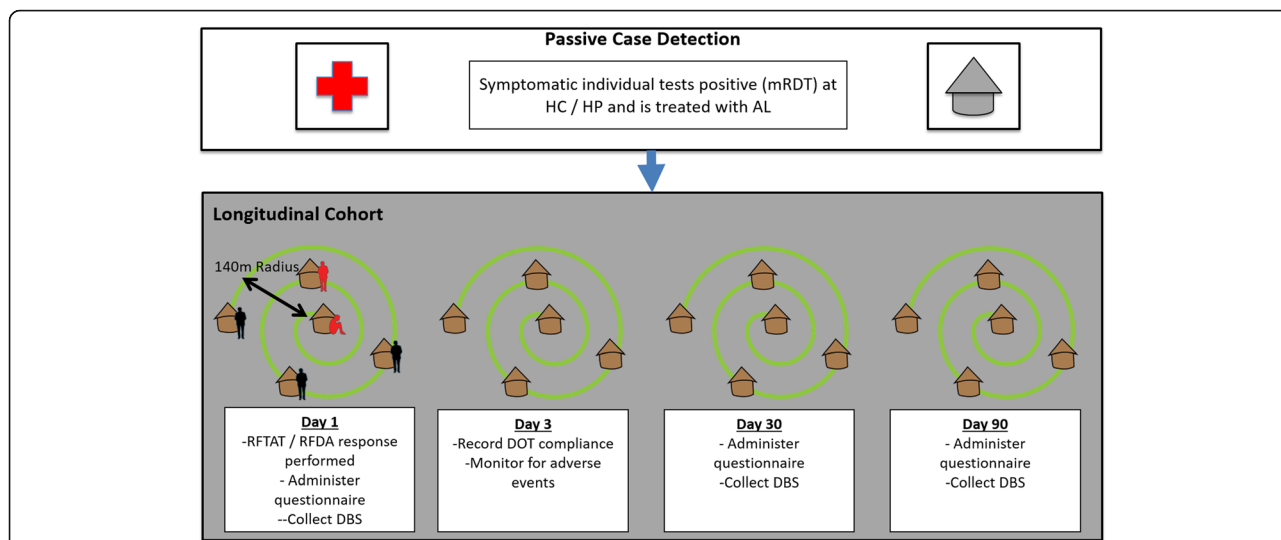 Passive Case Detection
Symptomatic individual tests positive (mRDT) at
HC / HP and is treated with AL
Longitudinal Cohort
140m Radius
Day 1
-RFTAT / RFDA response
performed
- Administer
questionnaire
--Collect DBS
Day 3
-Record DOT compliance
-Monitor for adverse
events
Day 30
- Administer
questionnaire
-Collect DBS
Day 90
- Administer
questionnaire
-Collect DBS